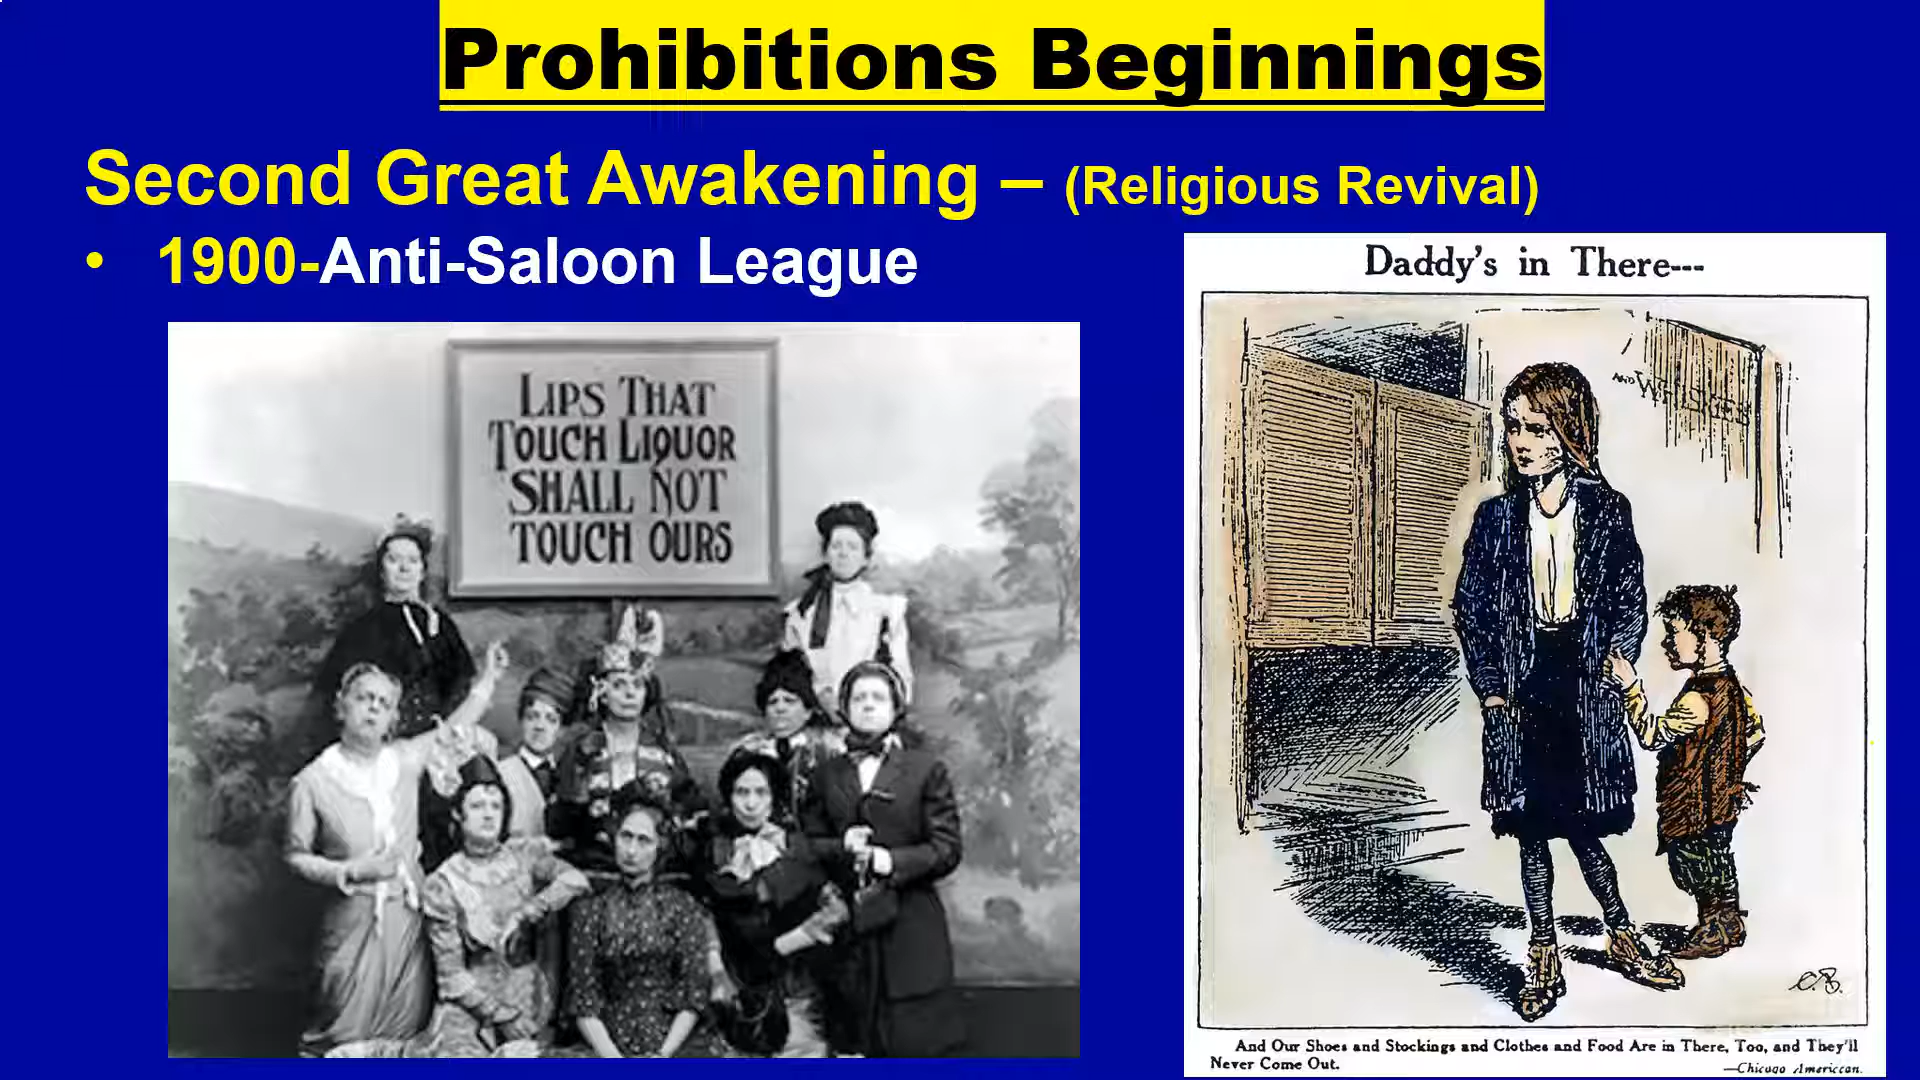 Prohibitions Beginnings
Second Great Awakening – (Religious Revival)
• 1900-Anti-Saloon League
LIPS THAT
TOUCH LIQUOR
SHALL NOT
TOUCH OURS
Daddy's in There---
C.B.
And Our Shoes and Stockings and Clothes and Food Are in There, Too, and They'll
Never Come Out.
—Chicago American.